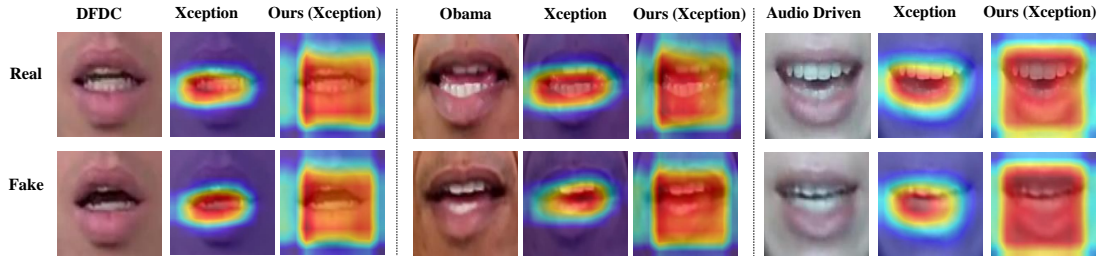 DFDC Xception Ours (Xception) Obama Xception Ours (Xception) Audio Driven Xception Ours (Xception)
Real
Fake